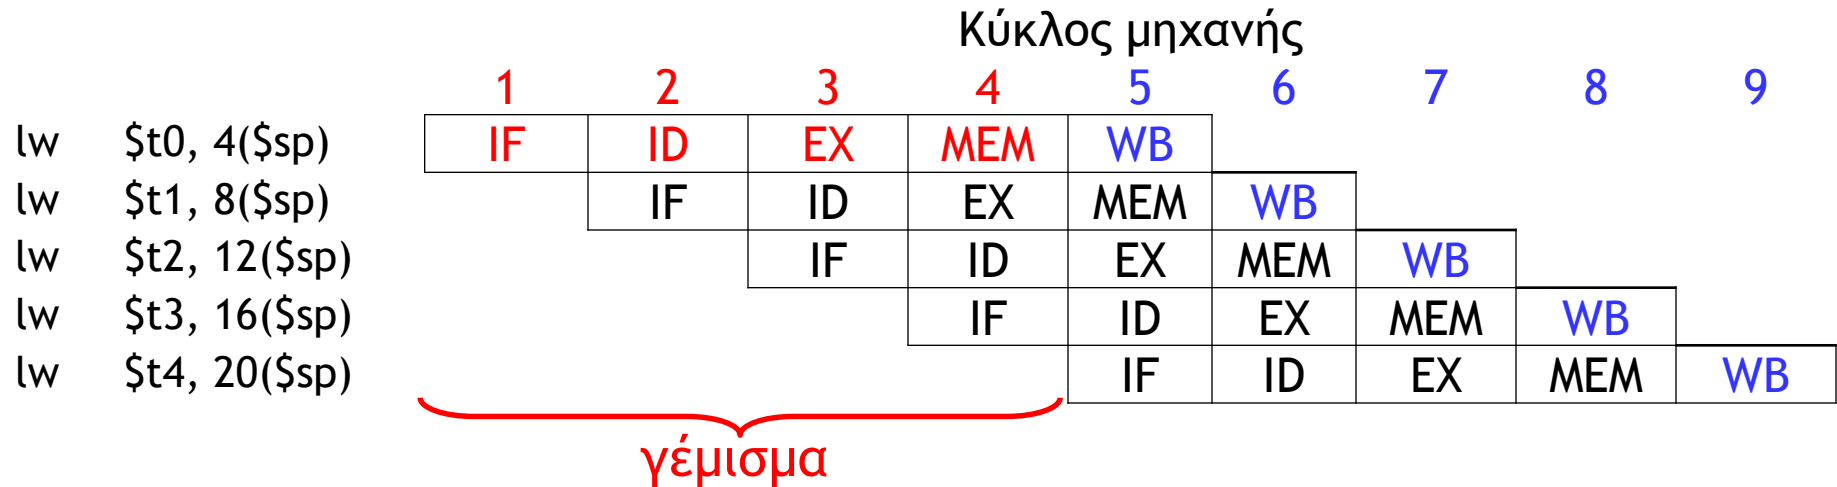 Κύκλος μηχανής
1 2 3 4 5 6 7 8 9
lw $t0, 4($sp) IF ID EX MEM WB
lw $t1, 8($sp) IF ID EX MEM WB
lw $t2, 12($sp) IF ID EX MEM WB
lw $t3, 16($sp) IF ID EX MEM WB
lw $t4, 20($sp) IF ID EX MEM WB
γέμισμα